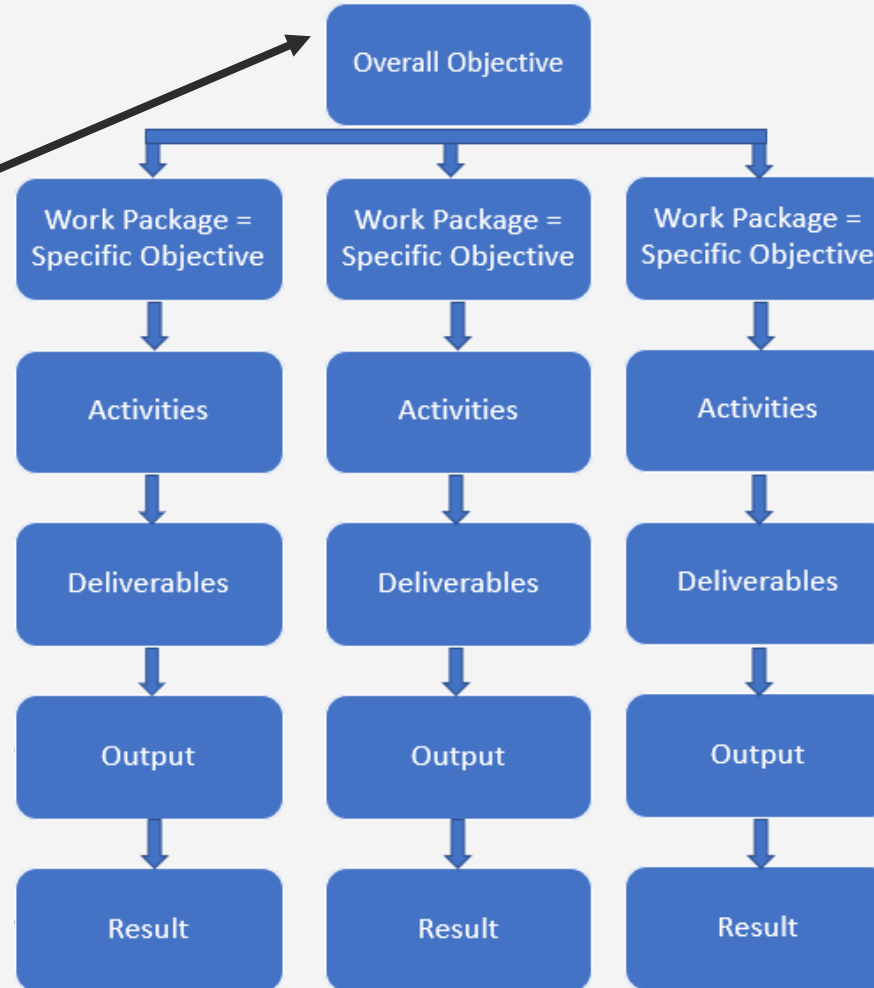 Overall Objective
Work Package =
Specific Objective
Work Package =
Specific Objective
Work Package =
Specific Objective
Activities
Activities
Activities
Deliverables
Deliverables
Deliverables
Output
Output
Output
Result
Result
Result